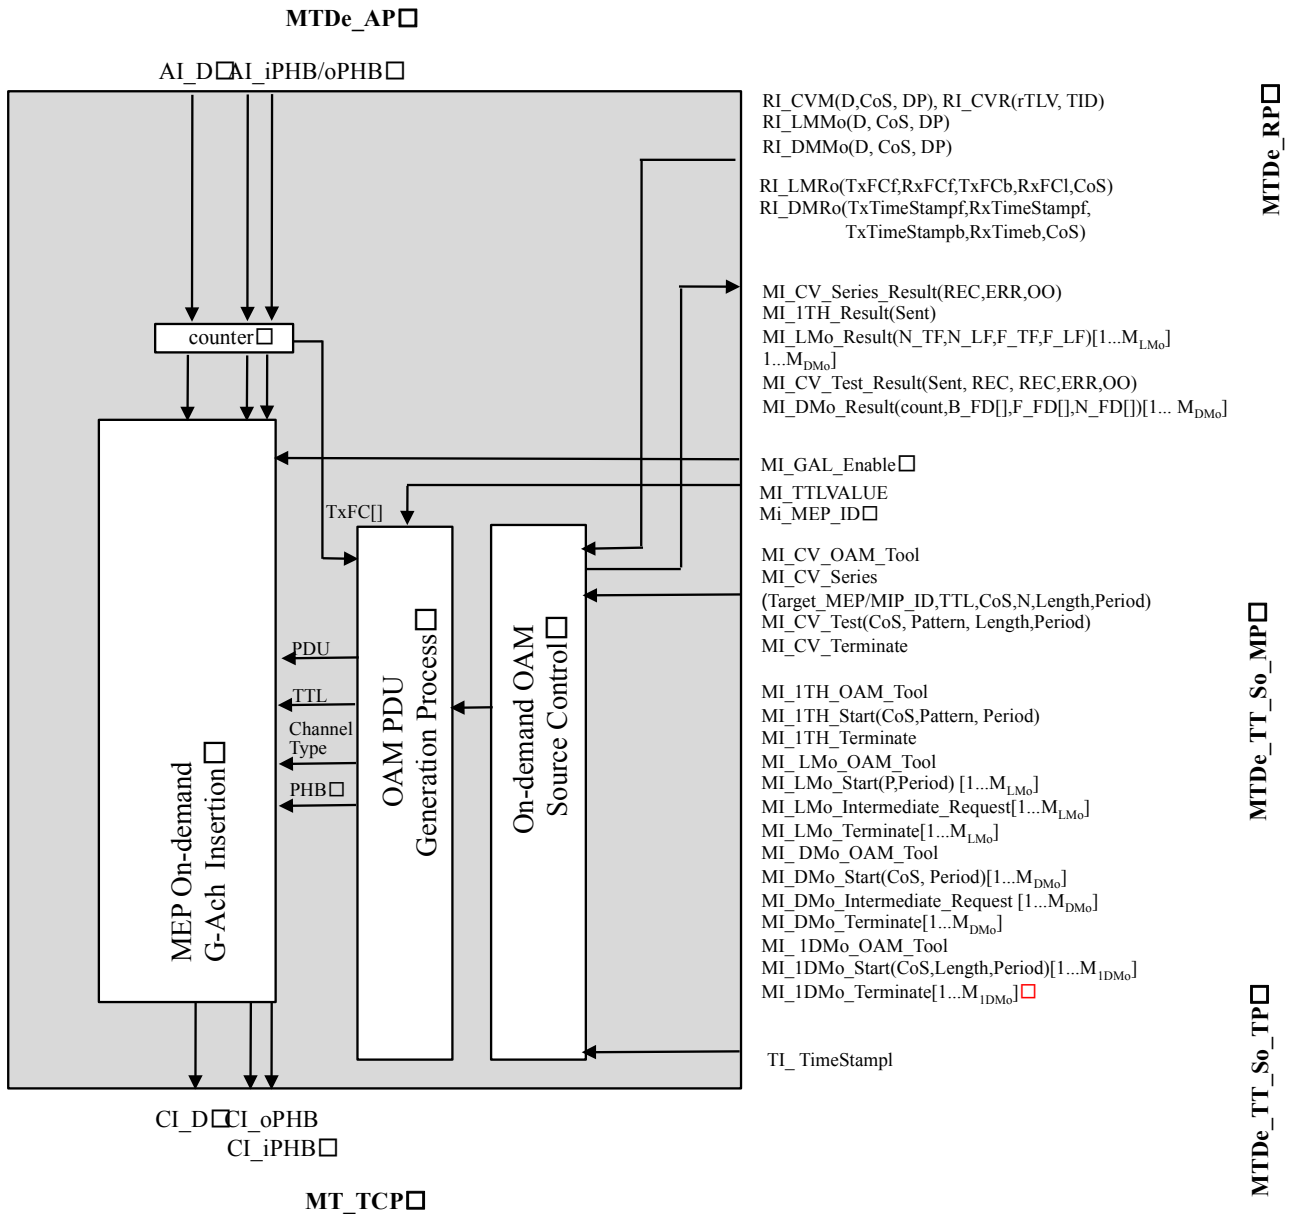 MTDe_AP
AI_D AI_iPHB/oPHB
RI_CVM(D,CoS, DP), RI_CVR(rTLV, TID)
RI_LMMo(D, CoS, DP)
RI_DMMo(D, CoS, DP)
RI_LMRo(TxFCf,RxFCf,TxFCb,RxFCl,CoS)
RI_DMRo(TxTimeStampf,RxTimeStampf,
TxTimeStampb,RxTimeb,CoS)
MTDe_RP
MI_CV_Series_Result(REC,ERR,OO)
MI_1TH_Result(Sent)
MI_LMo_Result(N_TF,N_LF,F_TF,F_LF)[1...MLMo]
1...MDMo]
MI_CV_Test_Result(Sent, REC, REC,ERR,OO)
MI_DMo_Result(count,B_FD[],F_FD[],N_FD[])[1... MDMo]
counter
MI_GAL_Enable
MI_TTLVALUE
Mi_MEP_ID
TxFC[]
MI_CV_OAM_Tool
MI_CV_Series
(Target_MEP/MIP_ID,TTL,CoS,N,Length,Period)
MI_CV_Test(CoS, Pattern, Length,Period)
MI_CV_Terminate
MI_1TH_OAM_Tool
MI_1TH_Start(CoS,Pattern, Period)
MI_1TH_Terminate
MI_ LMo_OAM_Tool
MI_LMo_Start(P,Period) [1...MLMo]
MI_LMo_Intermediate_Request[1...MLMo]
MI_LMo_Terminate[1...MLMo]
MI_ DMo_OAM_Tool
MI_DMo_Start(CoS, Period)[1...MDMo]
MI_DMo_Intermediate_Request [1...MDMo]
MI_DMo_Terminate[1...MDMo]
MI_ 1DMo_OAM_Tool
MI_1DMo_Start(CoS,Length,Period)[1...M1DMo]
MI_1DMo_Terminate[1...M1DMo]
MTDe_TT_So_MP
PDU
TTL
Channel
Type
PHB
MEP On-demand
G-Ach Insertion
OAM PDU
Generation Process
On-demand OAM
Source Control
TI_ TimeStampl
MTDe_TT_So_TP
CI_D CI_oPHB
CI_iPHB
MT_TCP